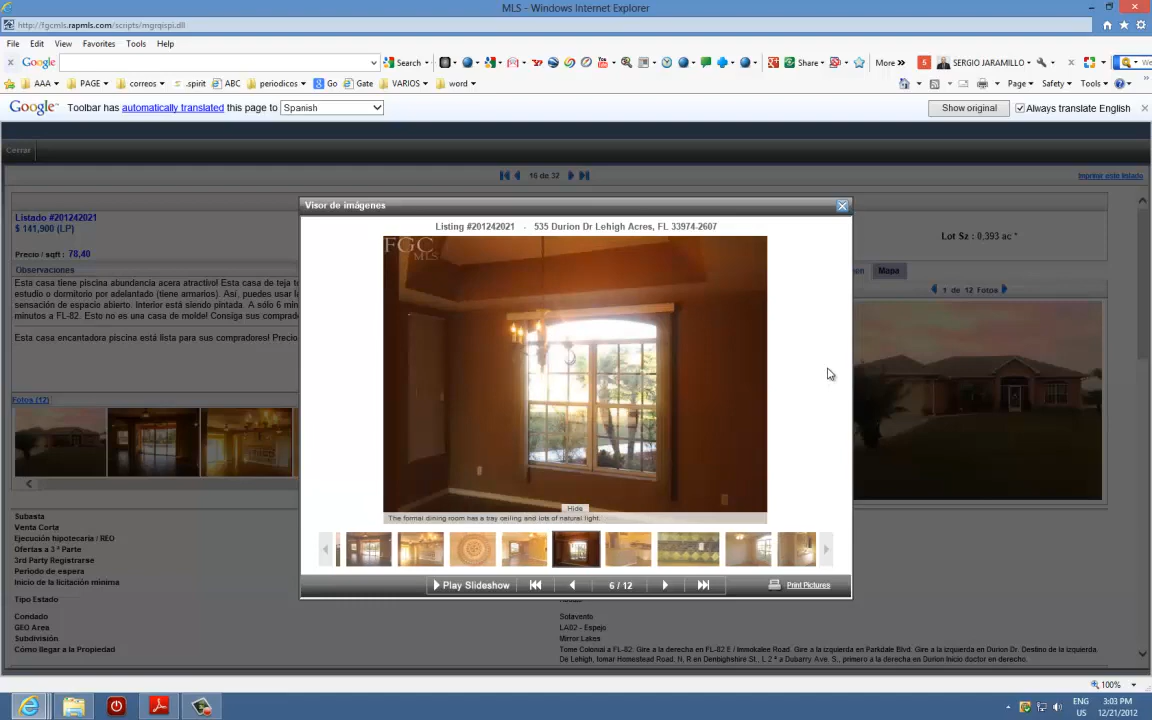 MLS - Windows Internet Explorer
http://fgcmls.rapmls.com/scripts/mgrqispi.dll
File Edit View Favorites Tools Help
Google Search Share More » SERGIO JARAMILLO
AAA PAGE correos .spirit ABC periodicos Go Gate VARIOS word Page Safety Tools
Google Toolbar has automatically translated this page to Spanish Show original Always translate English
Cerrar
16 de 32 Imprimir este listado
Listado #201242021
$ 141,900 (LP)
Lot Sz : 0,393 ac *
Precio / sqft : 78,40
Observaciones
Mapa
Esta casa tiene piscina abundancia acera atractivo! Esta casa de teja
estudio o dormitorio por adelantado (tiene armarios). Así, puedes usar
sensación de espacio abierto. Interior está siendo pintada. A sólo 6
minutos a FL-82. Esto no es una casa de molde! Consiga sus
Esta casa encantadora piscina está lista para sus compradores! Precio
1 de 12 Fotos
Fotos (12)
Visor de imágenes
Listing #201242021 - 535 Durion Dr Lehigh Acres, FL 33974-2607
FGC
MLS
Hide
The formal dining room has a tray ceiling and lots of natural light.
Play Slideshow 6 / 12 Print Pictures
Subasta
Venta Corta
Ejecución hipotecaria / REO
Ofertas a 3 ª Parte
3rd Party Registrarse
Periodo de espera
Inicio de la licitación mínima
Tipo Estado
Condado Sotavento
GEO Area LA02 - Espejo
Subdivisión Mirror Lakes
Cómo llegar a la Propiedad Tome Colonial a FL-82. Gire a la derecha en FL-82 E / Immokalee Road. Gire a la izquierda en Parkdale Blvd. Gire a la izquierda en Durion Dr. Destino de la izquierda.
De Lehigh, tomar Homestead Road, N. R en Denbighshire St., L 2 ª a Dubarry Ave. S., primero a la derecha en Durion Inicio doctor en derecho.
100%
ENG 3:03 PM
US 12/21/2012